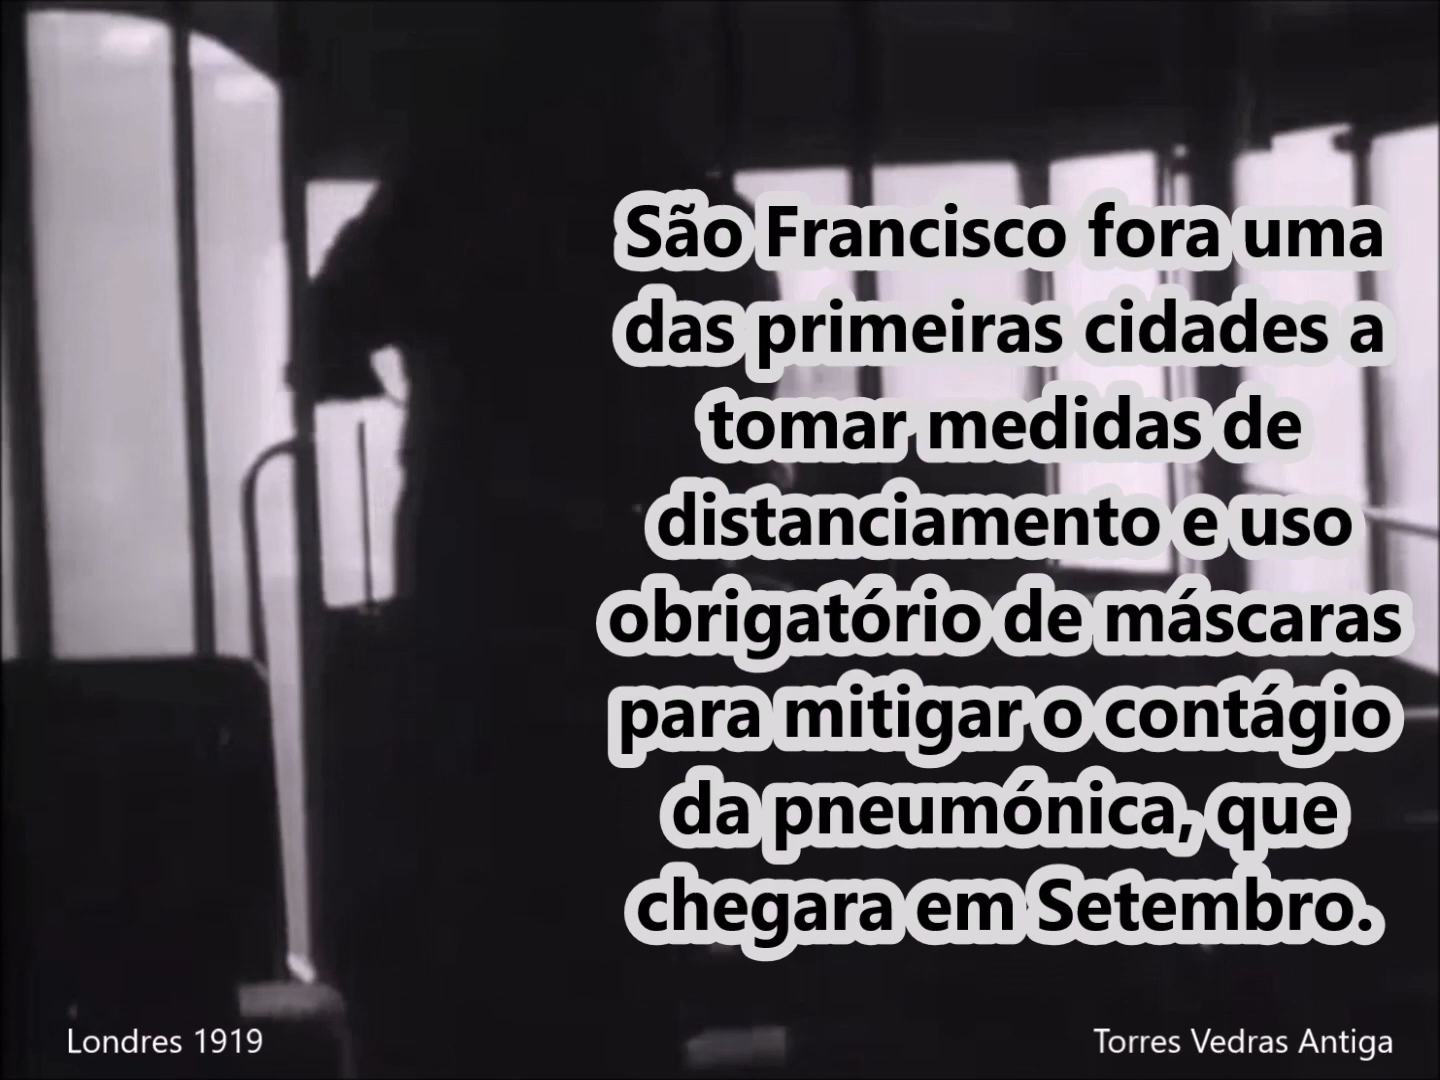 São Francisco fora uma
das primeiras cidades a
tomar medidas de
distanciamento e uso
obrigatório de máscaras
para mitigar o contágio
da pneumónica, que
chegara em Setembro.
Londres 1919
Torres Vedras Antiga